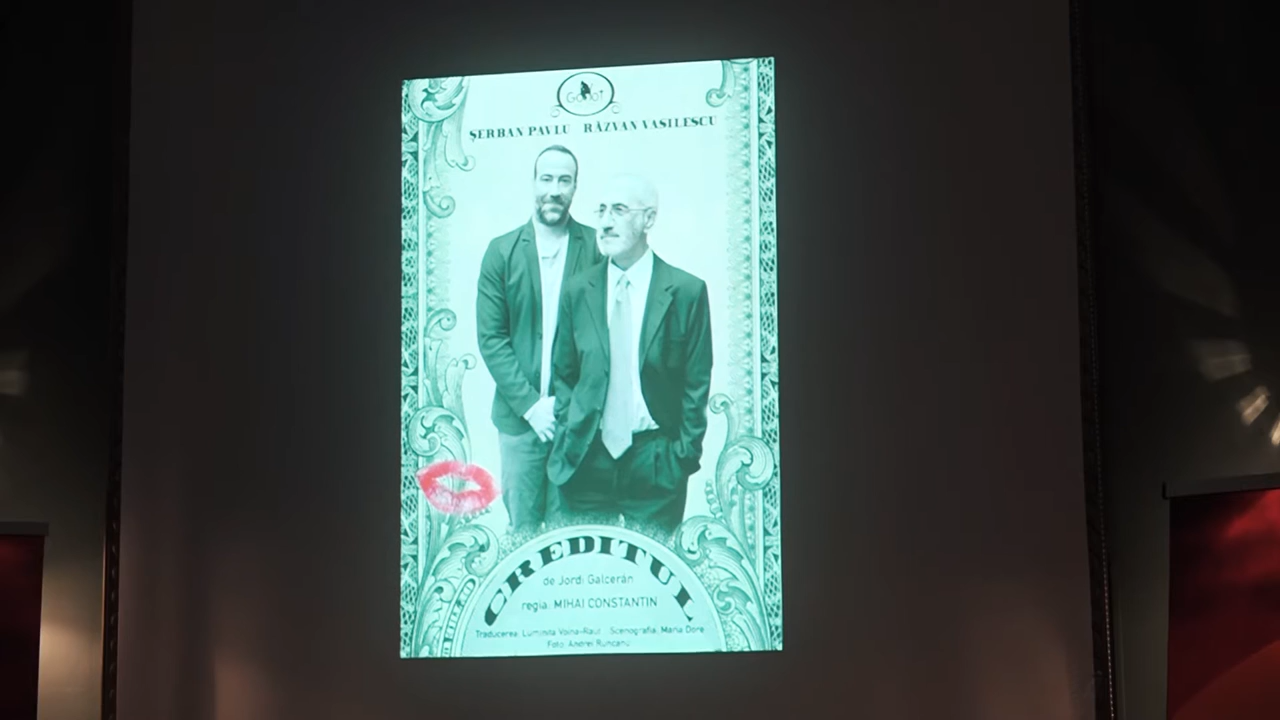 Godot
ȘERBAN PAVLU RĂZVAN VASILESCU
CREDITUL
de Jordi Galcerán
regia: MIHAI CONSTANTIN
Traducerea: Luminița Voina-Răuț Scenografia: Maria Dore
Foto: Andrei Runcanu